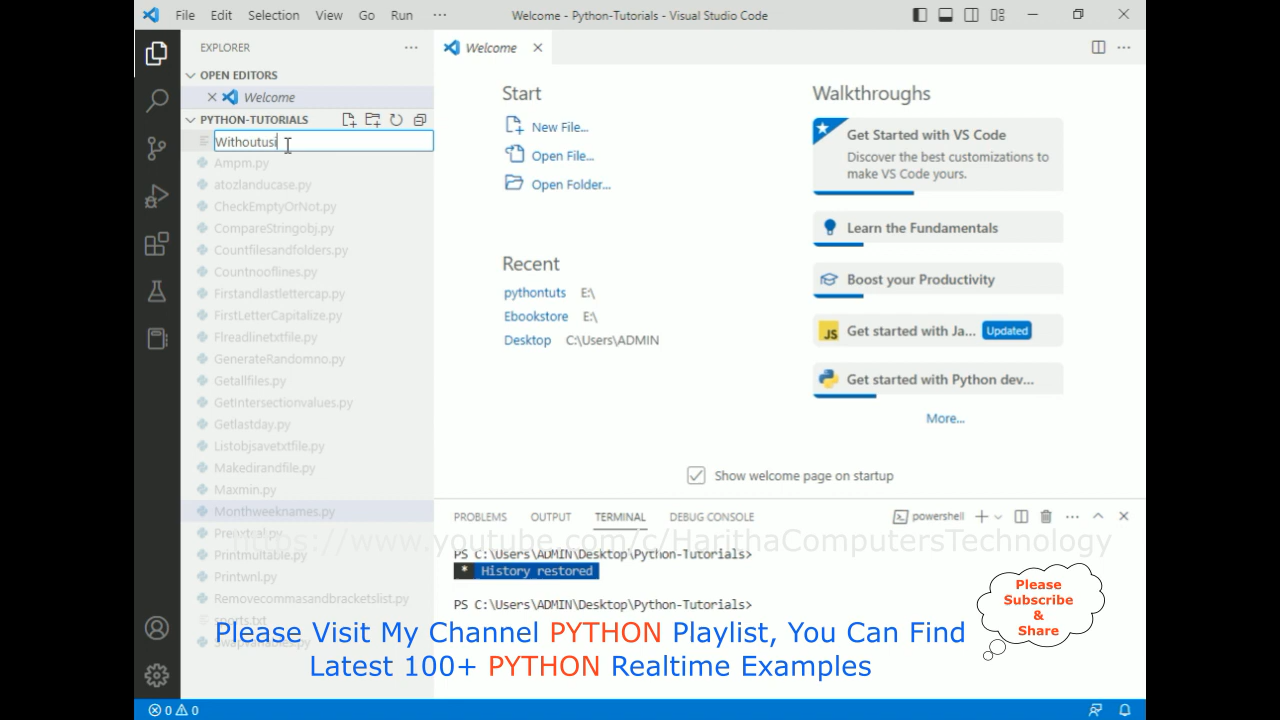 File Edit Selection View Go Run ··· Welcome - Python-Tutorials - Visual Studio Code
EXPLORER
OPEN EDITORS
Welcome
PYTHON-TUTORIALS
Withoutusi
Ampm.py
atozlanducase.py
CheckEmptyOrNot.py
CompareStringobj.py
Countfilesandfolders.py
Countnooflines.py
Firstandlastlettercap.py
FirstLetterCapitalize.py
Flreadlinetxtfile.py
GenerateRandomno.py
Getallfiles.py
GetIntersectionvalues.py
Getlastday.py
Listobjsavetxtfile.py
Makedirandfile.py
Maxmin.py
Monthweeknames.py
Printmultable.py
Printwnl.py
Removecommasandbracketslist.py
sports.txt
Swapvariables.py
Welcome
Start
New File...
Open File...
Open Folder...
Recent
pythontuts E:\
Ebookstore E:\
Desktop C:\Users\ADMIN
Walkthroughs
Get Started with VS Code
Discover the best customizations to
make VS Code yours.
Learn the Fundamentals
Boost your Productivity
JS Get started with Ja... Updated
Get started with Python dev...
More...
Show welcome page on startup
PROBLEMS OUTPUT TERMINAL DEBUG CONSOLE powershell
https://www.youtube.com/c/HarithaComputersTechnology
PS C:\Users\ADMIN\Desktop\Python-Tutorials>
* History restored
PS C:\Users\ADMIN\Desktop\Python-Tutorials>
Please
Subscribe
&
Share
Please Visit My Channel PYTHON Playlist, You Can Find
Latest 100+ PYTHON Realtime Examples
0 0